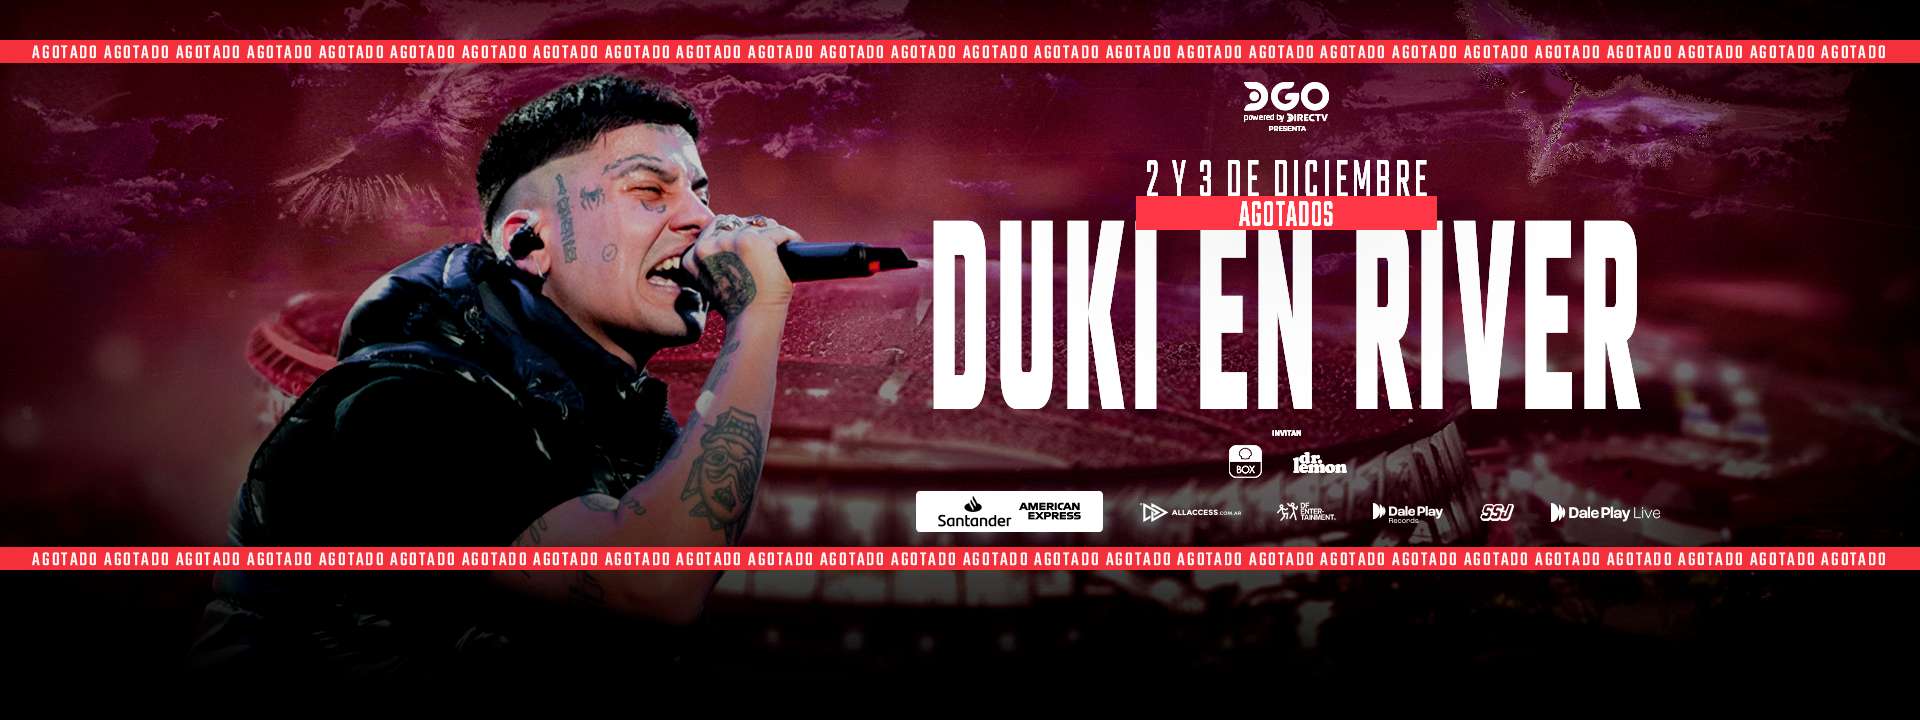 AGOTADO AGOTADO AGOTADO AGOTADO AGOTADO AGOTADO AGOTADO AGOTADO AGOTADO AGOTADO AGOTADO AGOTADO AGOTADO AGOTADO AGOTADO AGOTADO AGOTADO AGOTADO AGOTADO AGOTADO AGOTADO AGOTADO AGOTADO AGOTADO AGOTADO AGOTADO
DGO
powered by DIRECTV
PRESENTA
2 Y 3 DE DICIEMBRE
AGOTADOS
DUKI EN RIVER
INVITAN
BOX dr. lemon
Santander AMERICAN EXPRESS ALLACCESS.COM.AR DF ENTER-TAINMENT. Dale Play Records SSJ Dale Play Live
AGOTADO AGOTADO AGOTADO AGOTADO AGOTADO AGOTADO AGOTADO AGOTADO AGOTADO AGOTADO AGOTADO AGOTADO AGOTADO AGOTADO AGOTADO AGOTADO AGOTADO AGOTADO AGOTADO AGOTADO AGOTADO AGOTADO AGOTADO AGOTADO AGOTADO AGOTADO